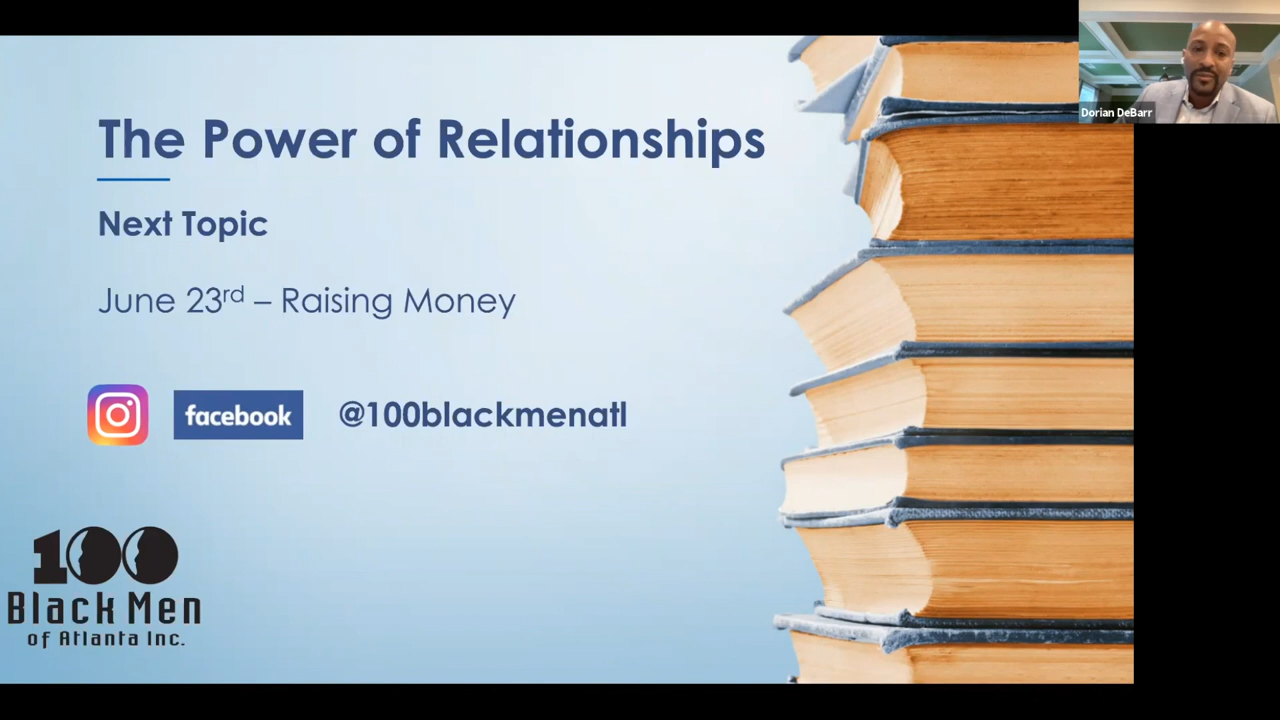 The Power of Relationships
Next Topic
June 23rd – Raising Money
facebook @100blackmenatl
100
Black Men
of Atlanta Inc.
Dorian DeBarr